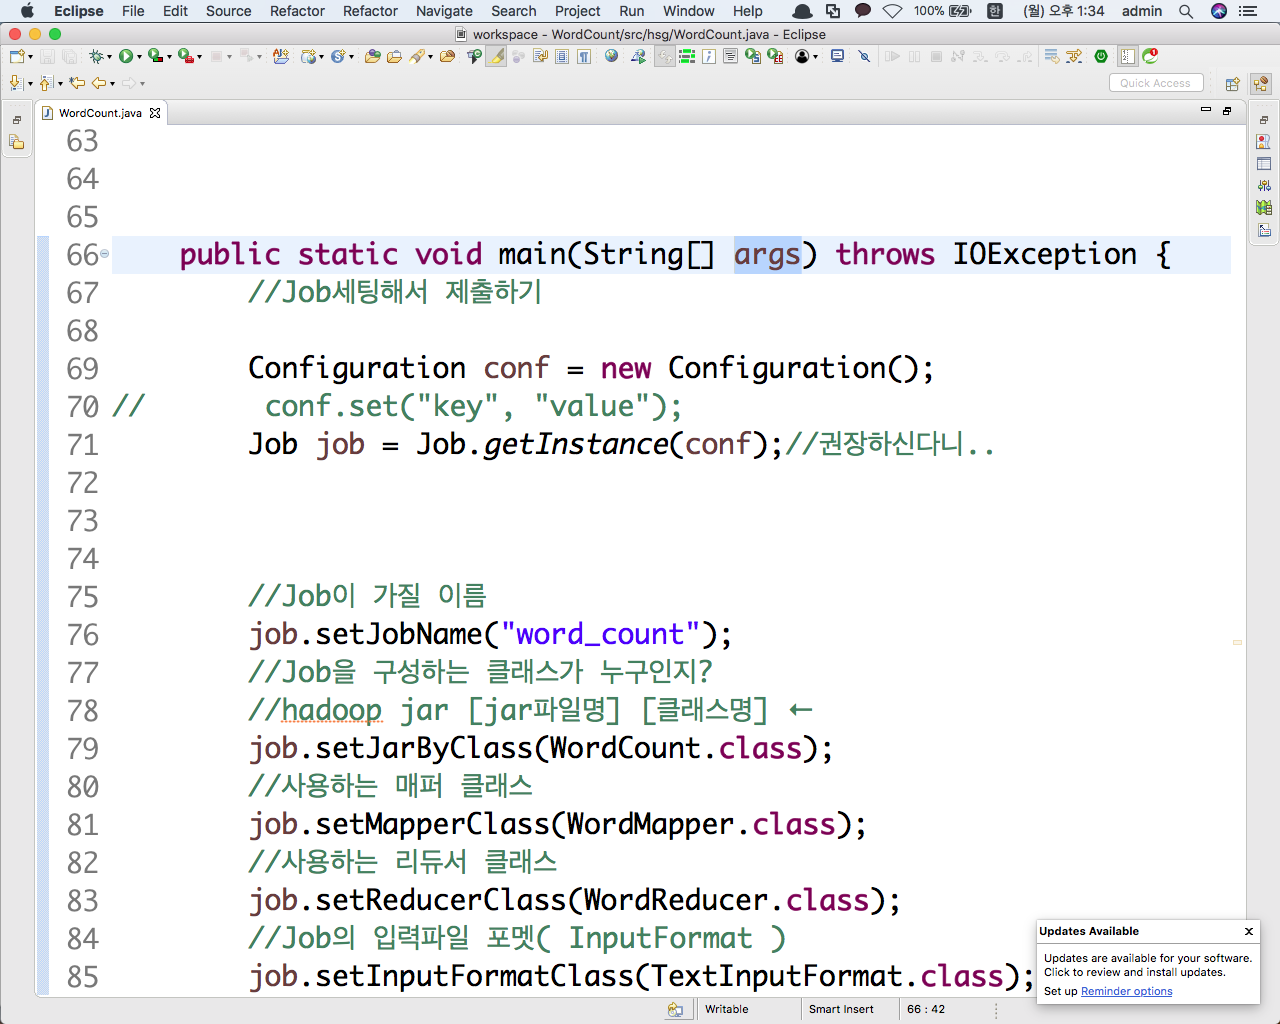 Eclipse File Edit Source Refactor Refactor Navigate Search Project Run Window Help 100% 한 (월) 오후 1:34 admin
workspace - WordCount/src/hsg/WordCount.java - Eclipse
Quick Access
WordCount.java
63
64
65
66 public static void main(String[] args) throws IOException {
67 //Job세팅해서 제출하기
68
69 Configuration conf = new Configuration();
70 // conf.set("key", "value");
71 Job job = Job.getInstance(conf);//권장하신다니..
72
73
74
75 //Job이 가질 이름
76 job.setJobName("word_count");
77 //Job을 구성하는 클래스가 누구인지?
78 //hadoop jar [jar파일명] [클래스명] ←
79 job.setJarByClass(WordCount.class);
80 //사용하는 매퍼 클래스
81 job.setMapperClass(WordMapper.class);
82 //사용하는 리듀서 클래스
83 job.setReducerClass(WordReducer.class);
84 //Job의 입력파일 포멧( InputFormat )
85 job.setInputFormatClass(TextInputFormat.class);
Updates Available
Updates are available for your software.
Click to review and install updates.
Set up Reminder options
Writable Smart Insert 66 : 42